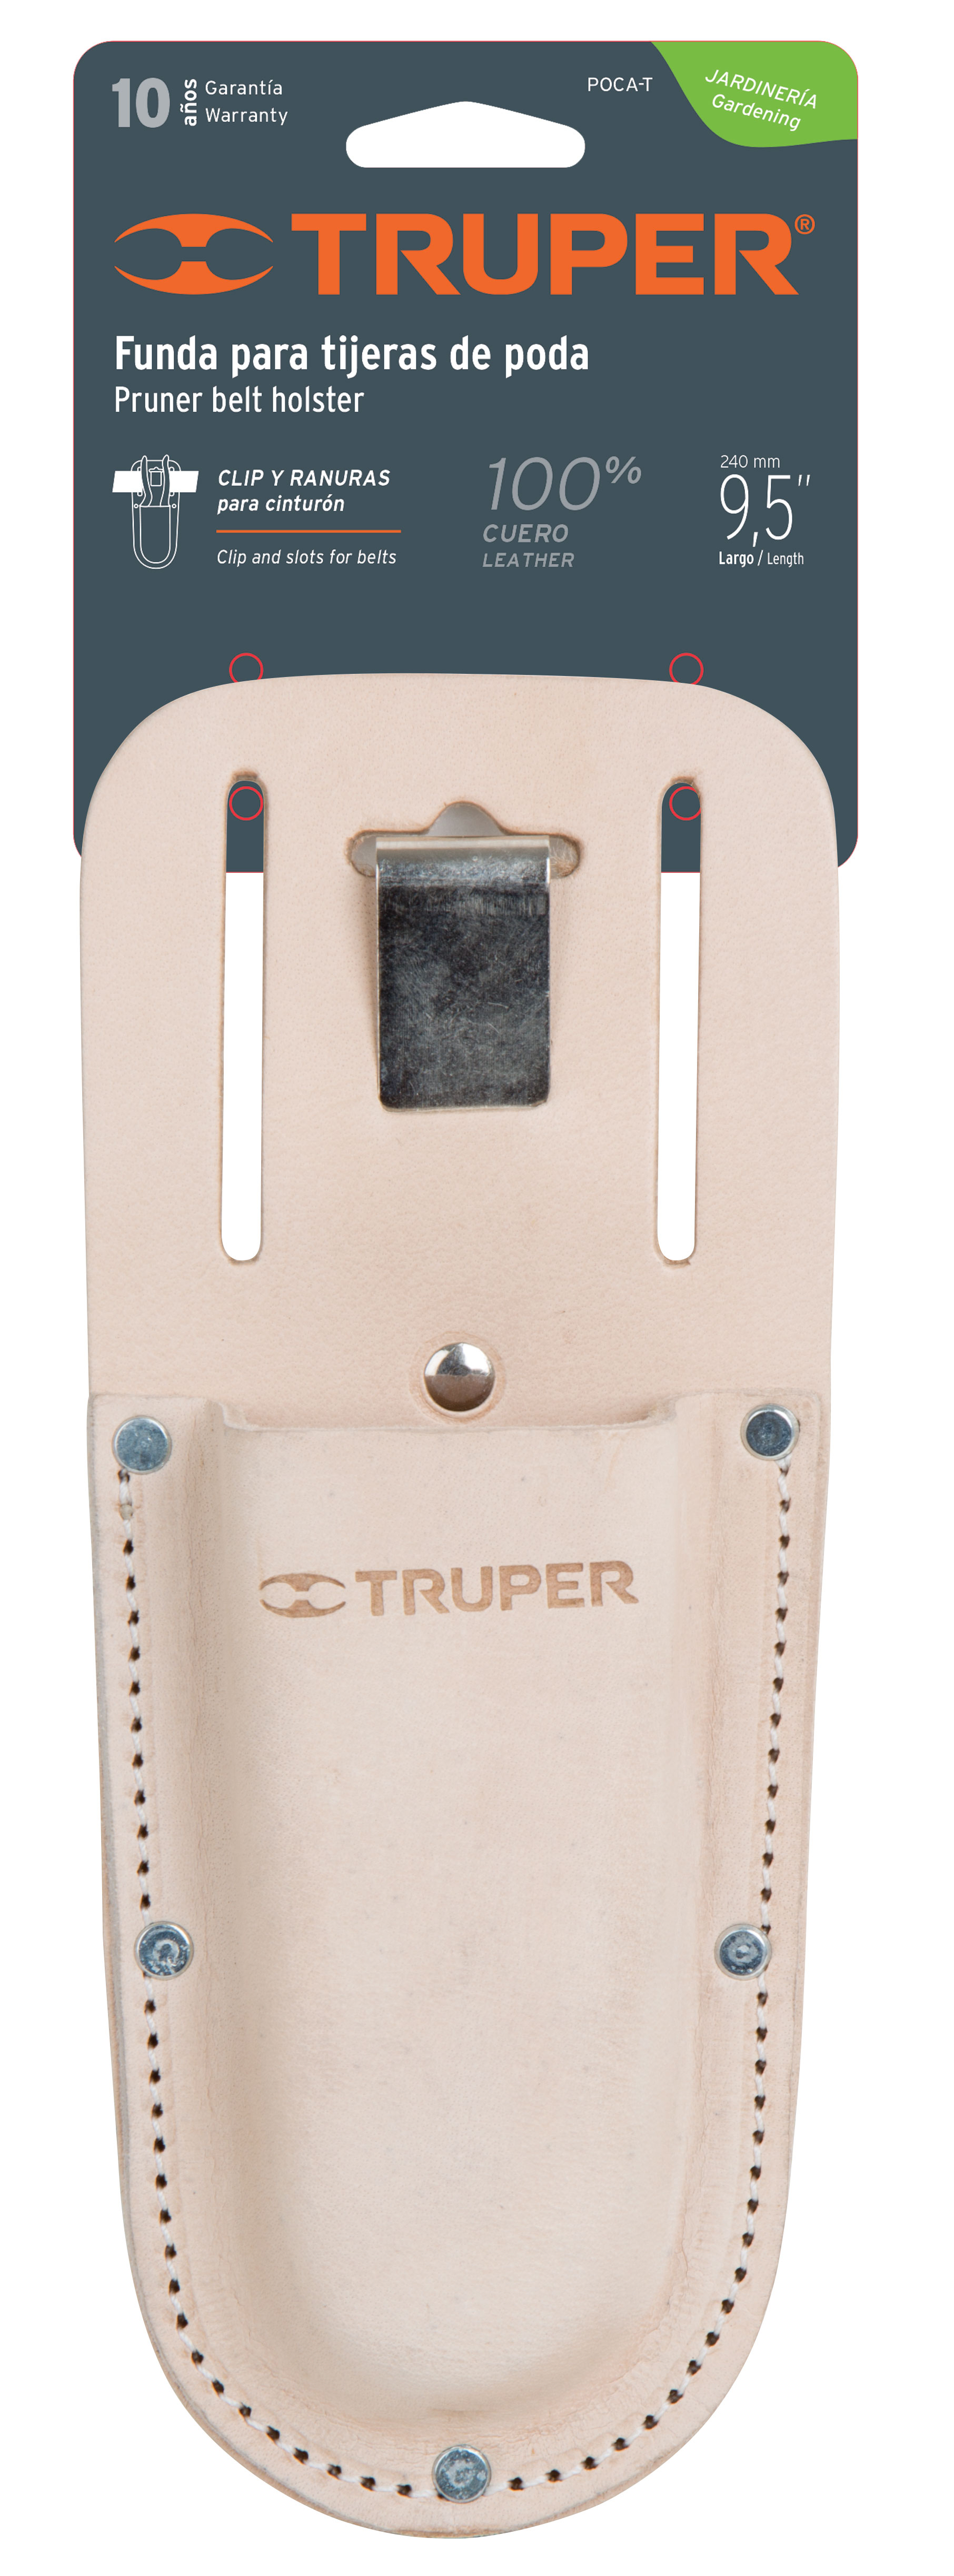 10 años Garantía
Warranty
POCA-T
JARDINERÍA
Gardening
TRUPER®
Funda para tijeras de poda
Pruner belt holster
CLIP Y RANURAS
para cinturón
Clip and slots for belts
100%
CUERO
LEATHER
240 mm
9,5"
Largo / Length
TRUPER